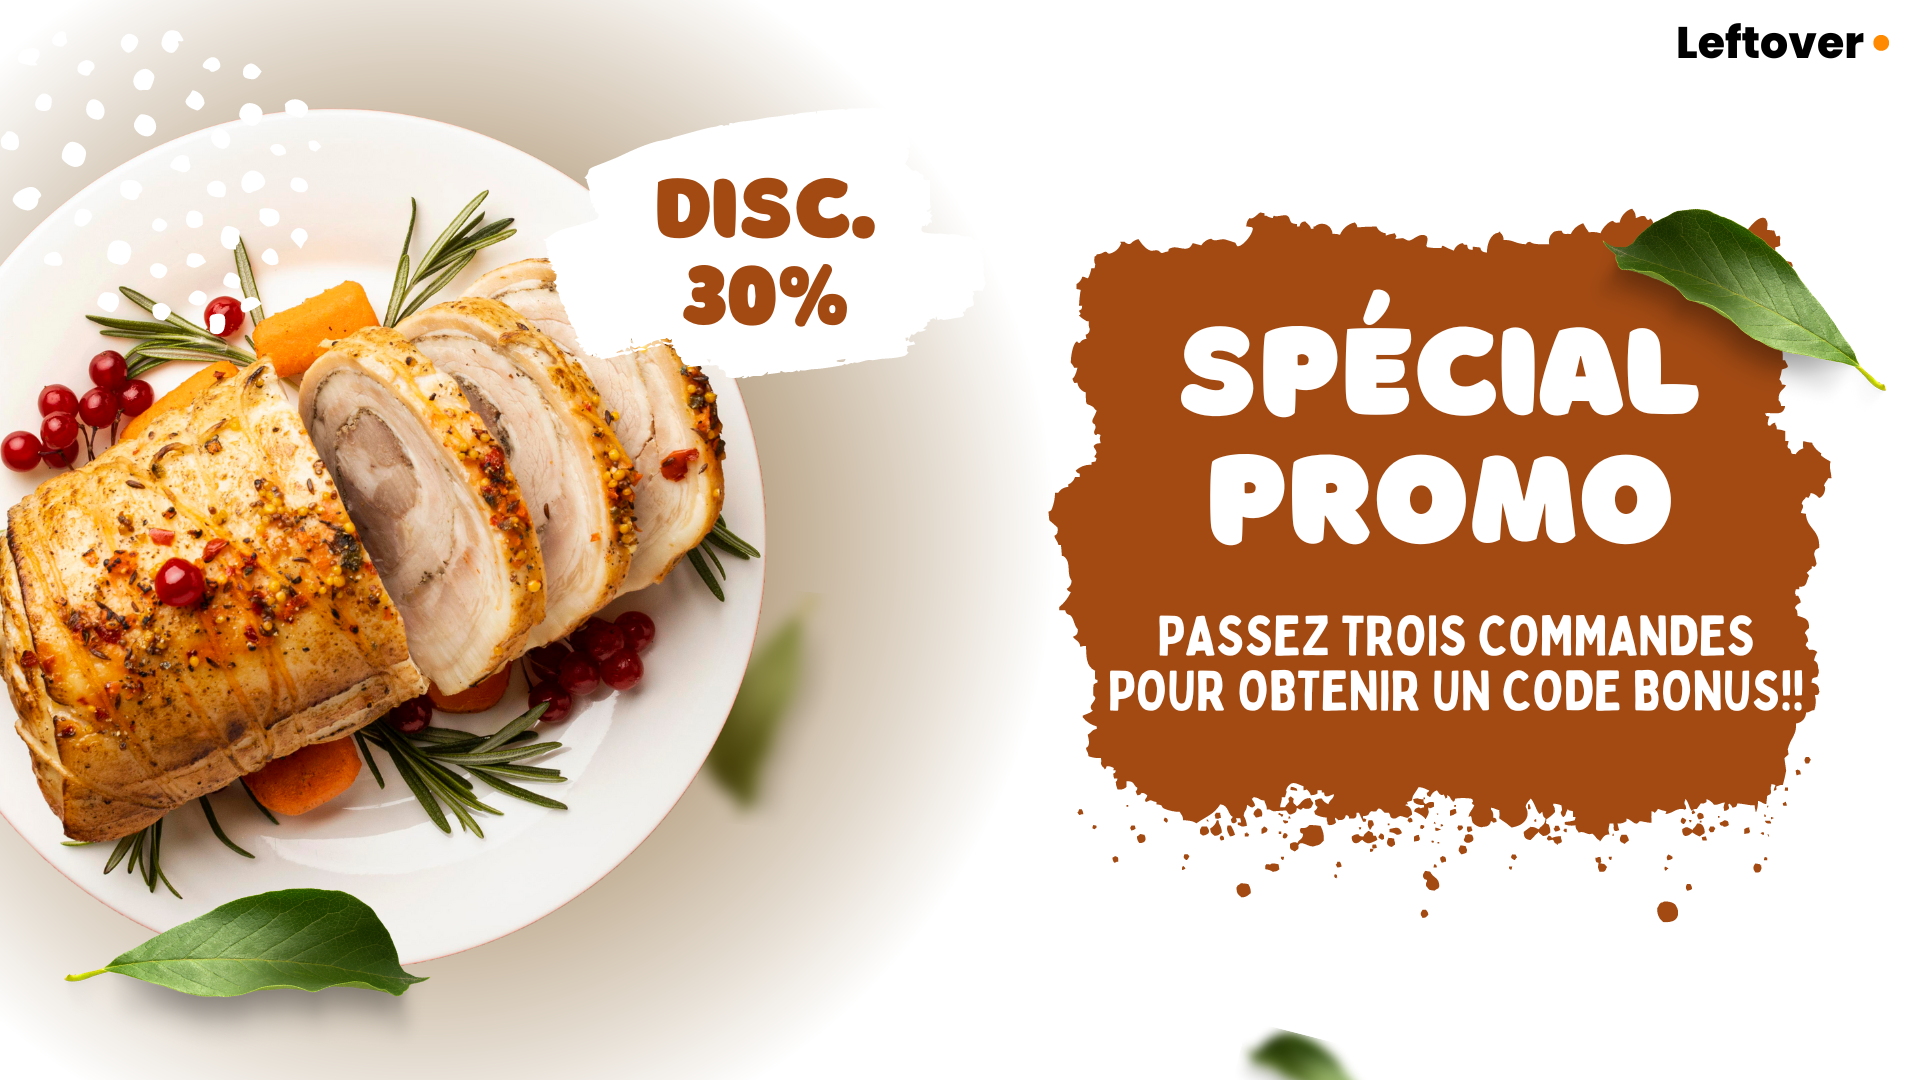 Leftover
DISC.
30%
SPÉCIAL
PROMO
PASSEZ TROIS COMMANDES
POUR OBTENIR UN CODE BONUS!!